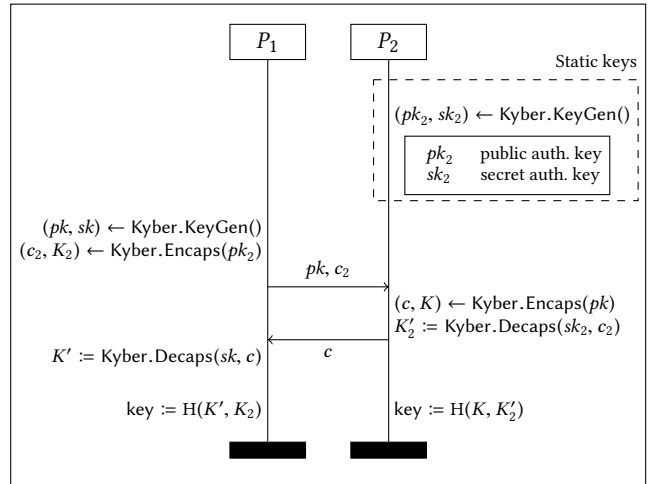 P₁ P₂
Static keys
(pk₂, sk₂) ← Kyber.KeyGen()
pk₂ public auth. key
sk₂ secret auth. key
(pk, sk) ← Kyber.KeyGen()
(c₂, K₂) ← Kyber.Encaps(pk₂)
pk, c₂
(c, K) ← Kyber.Encaps(pk)
K′₂ := Kyber.Decaps(sk₂, c₂)
c
K′ := Kyber.Decaps(sk, c)
key := H(K′, K₂) key := H(K, K′₂)